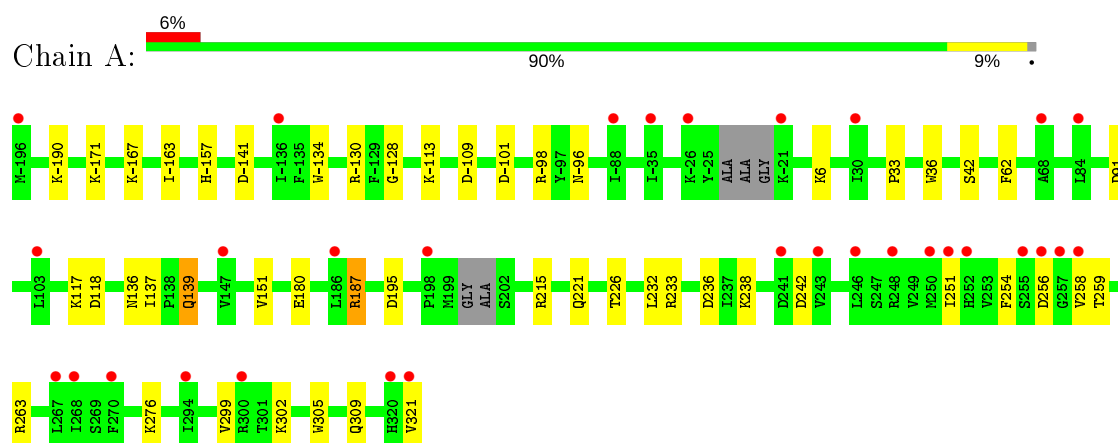 6%
Chain A:
90% 9% •
M-196 K-190 K-171 K-167 I-163 H-157 D-141 I-136 F-135 W-134 R-130 F-129 G-128 K-113 D-109 D-101 R-98 Y-97 N-96 I-88 I-35 K-26 Y-25 ALA ALA GLY K-21 K6 I30 P33 W36 S42 F62 A68 L84 D91
L103 K117 D118 N136 I137 P138 Q139 V147 V151 E180 L186 R187 D195 P198 M199 GLY ALA S202 R215 Q221 T226 L232 R233 D236 I237 K238 D241 D242 V243 L246 S247 R248 V249 M250 I251 H252 V253 F254 S255 D256 G257 V258 T259
R263 L267 I268 S269 F270 K276 I294 V299 R300 T301 K302 W305 Q309 H320 V321